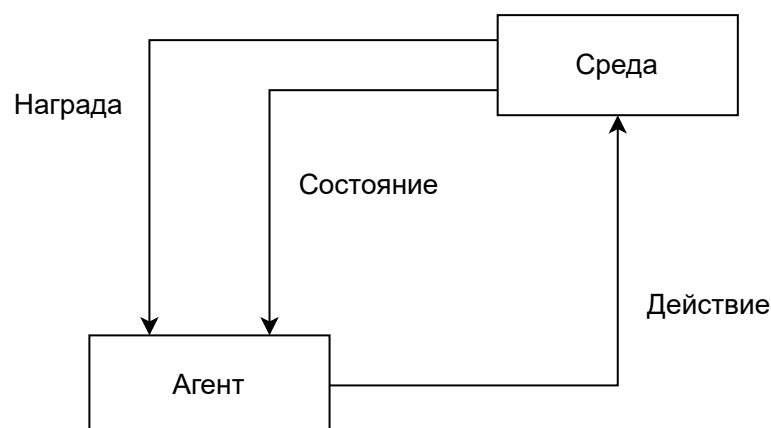 Среда
Награда
Состояние
Действие
Агент